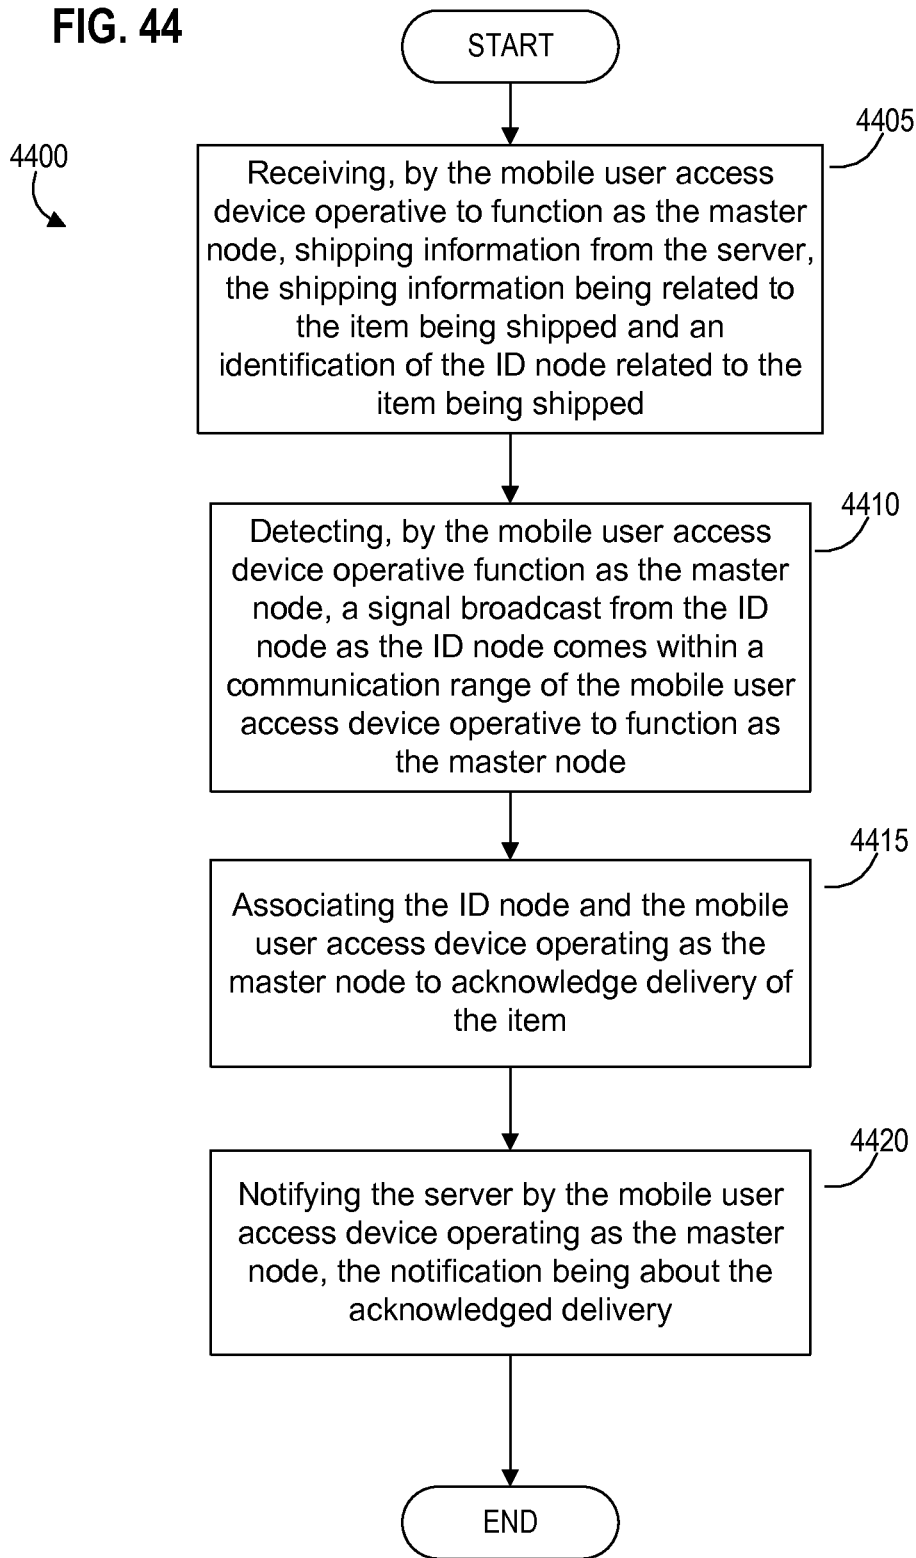 FIG. 44
START
4400
4405
Receiving, by the mobile user access
device operative to function as the master
node, shipping information from the server,
the shipping information being related to
the item being shipped and an
identification of the ID node related to the
item being shipped
4410
Detecting, by the mobile user access
device operative function as the master
node, a signal broadcast from the ID
node as the ID node comes within a
communication range of the mobile user
access device operative to function as
the master node
4415
Associating the ID node and the mobile
user access device operating as the
master node to acknowledge delivery of
the item
4420
Notifying the server by the mobile user
access device operating as the master
node, the notification being about the
acknowledged delivery
END